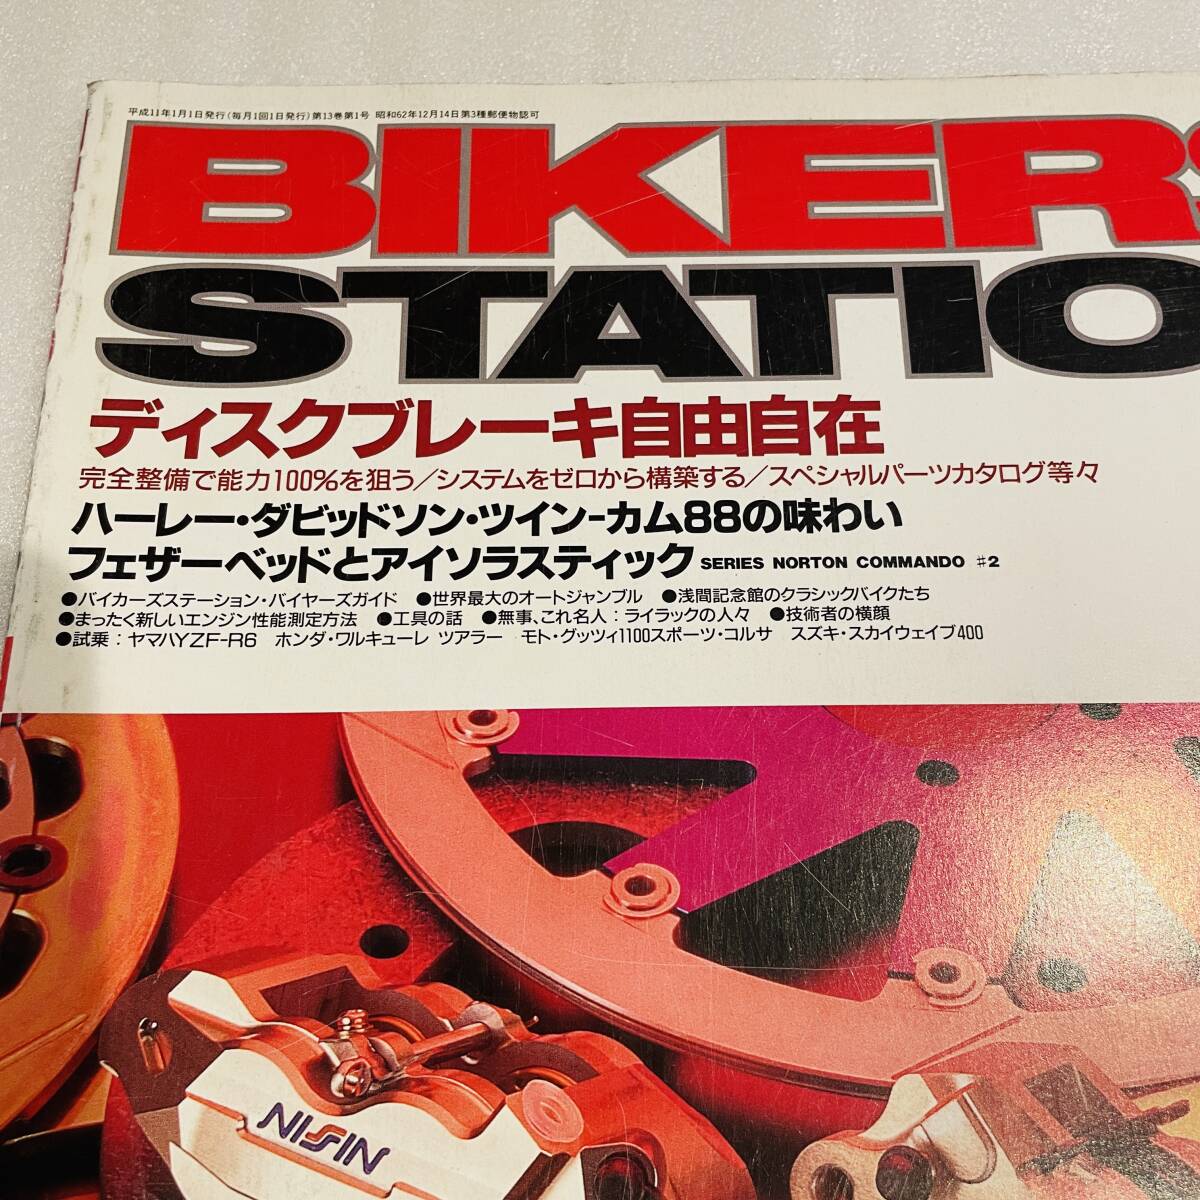 平成11年1月1日発行(毎月1回1日発行)第13巻第1号 昭和62年12月14日第3種郵便物認可
BIKERS
STATIO
ディスクブレーキ自由自在
完全整備で能力100%を狙う/システムをゼロから構築する/スペシャルパーツカタログ等々
ハーレー・ダビッドソン・ツイン-カム88の味わい
フェザーベッドとアイソラスティック SERIES NORTON COMMANDO #2
●バイカーズステーション・バイヤーズガイド ●世界最大のオートジャンブル ●浅間記念館のクラシックバイクたち
●まったく新しいエンジン性能測定方法 ●工具の話 ●無事、これ名人：ライラックの人々 ●技術者の横顔
●試乗：ヤマハYZF-R6 ホンダ・ワルキューレ ツアラー モト・グッツィ1100スポーツ・コルサ スズキ・スカイウェイブ400
NISSIN